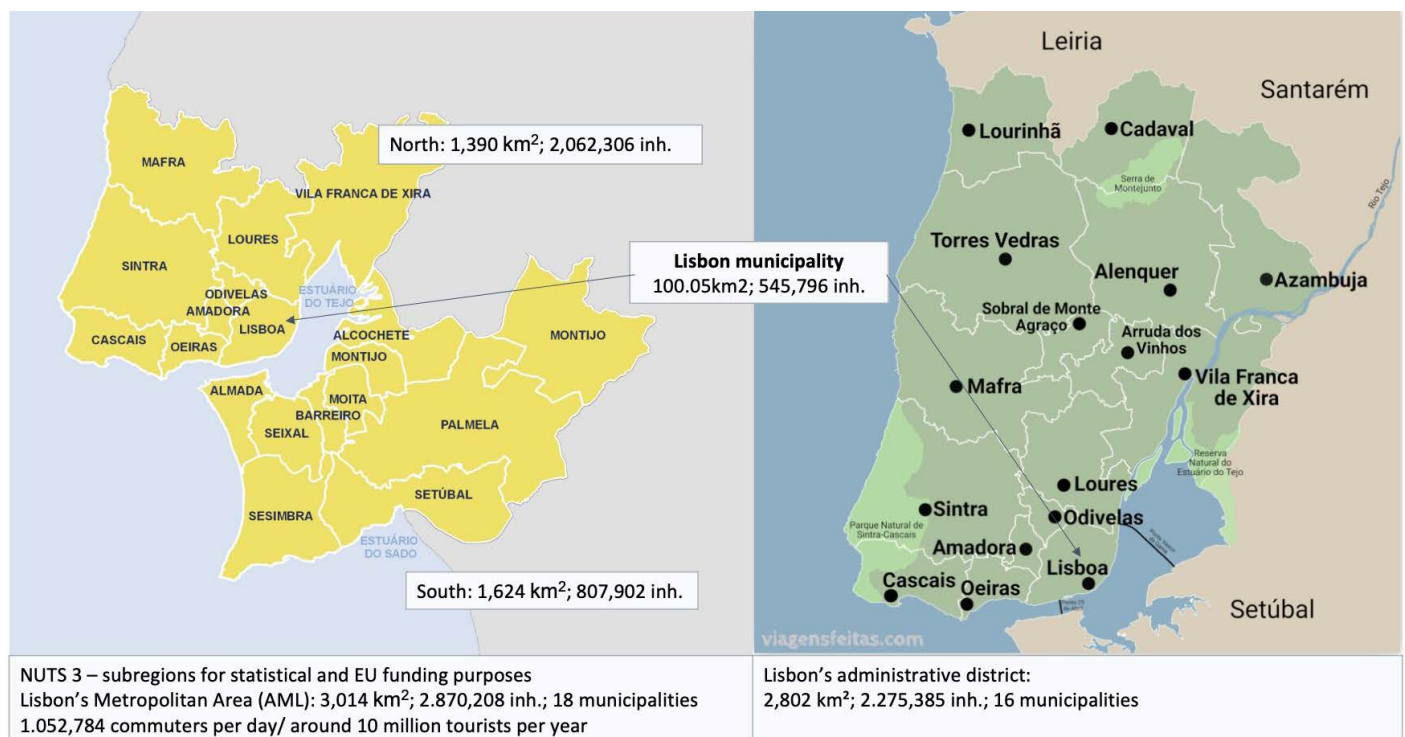 MAFRA
North: 1,390 km²; 2,062,306 inh.
VILA FRANCA DE XIRA
LOURES
SINTRA
ESTUÁRIO
DO TEJO
ODIVELAS
AMADORA
LISBOA
CASCAIS
OEIRAS
ALCOCHETE
MONTIJO
MONTIJO
ALMADA
MOITA
BARREIRO
SEIXAL
PALMELA
SETÚBAL
SESIMBRA
ESTUÁRIO
DO SADO
South: 1,624 km²; 807,902 inh.
Lisbon municipality
100.05km2; 545,796 inh.
Leiria
Santarém
Lourinhã
Cadaval
Serra de
Montejunto
Rio Tejo
Torres Vedras
Alenquer
Azambuja
Sobral de Monte
Agraço
Arruda dos
Vinhos
Mafra
Vila Franca
de Xira
Reserva
Natural do
Estuário do Tejo
Loures
Sintra
Odivelas
Parque Natural de
Sintra-Cascais
Amadora
Lisboa
Cascais
Oeiras
Setúbal
viagensfeitas.com
NUTS 3 – subregions for statistical and EU funding purposes
Lisbon's Metropolitan Area (AML): 3,014 km²; 2.870,208 inh.; 18 municipalities
1.052,784 commuters per day/ around 10 million tourists per year
Lisbon's administrative district:
2,802 km²; 2.275,385 inh.; 16 municipalities